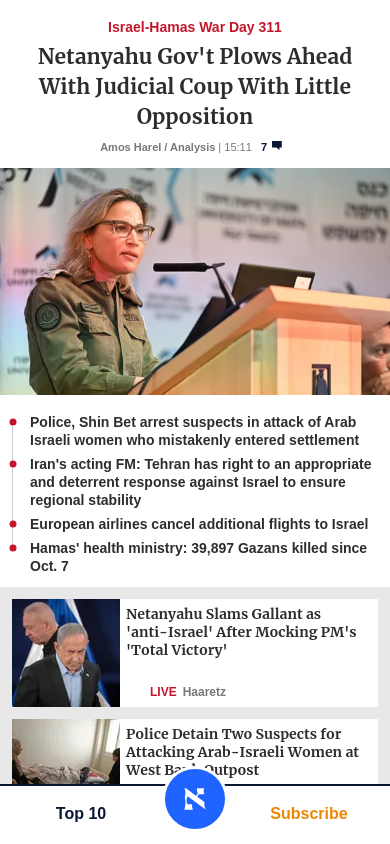 Israel-Hamas War Day 311
Netanyahu Gov't Plows Ahead
With Judicial Coup With Little
Opposition
Amos Harel / Analysis | 15:11 7
Police, Shin Bet arrest suspects in attack of Arab
Israeli women who mistakenly entered settlement
Iran's acting FM: Tehran has right to an appropriate
and deterrent response against Israel to ensure
regional stability
European airlines cancel additional flights to Israel
Hamas' health ministry: 39,897 Gazans killed since
Oct. 7
Netanyahu Slams Gallant as
'anti-Israel' After Mocking PM's
'Total Victory'
LIVE Haaretz
Police Detain Two Suspects for
Attacking Arab-Israeli Women at
West Bank Outpost
Top 10
Subscribe